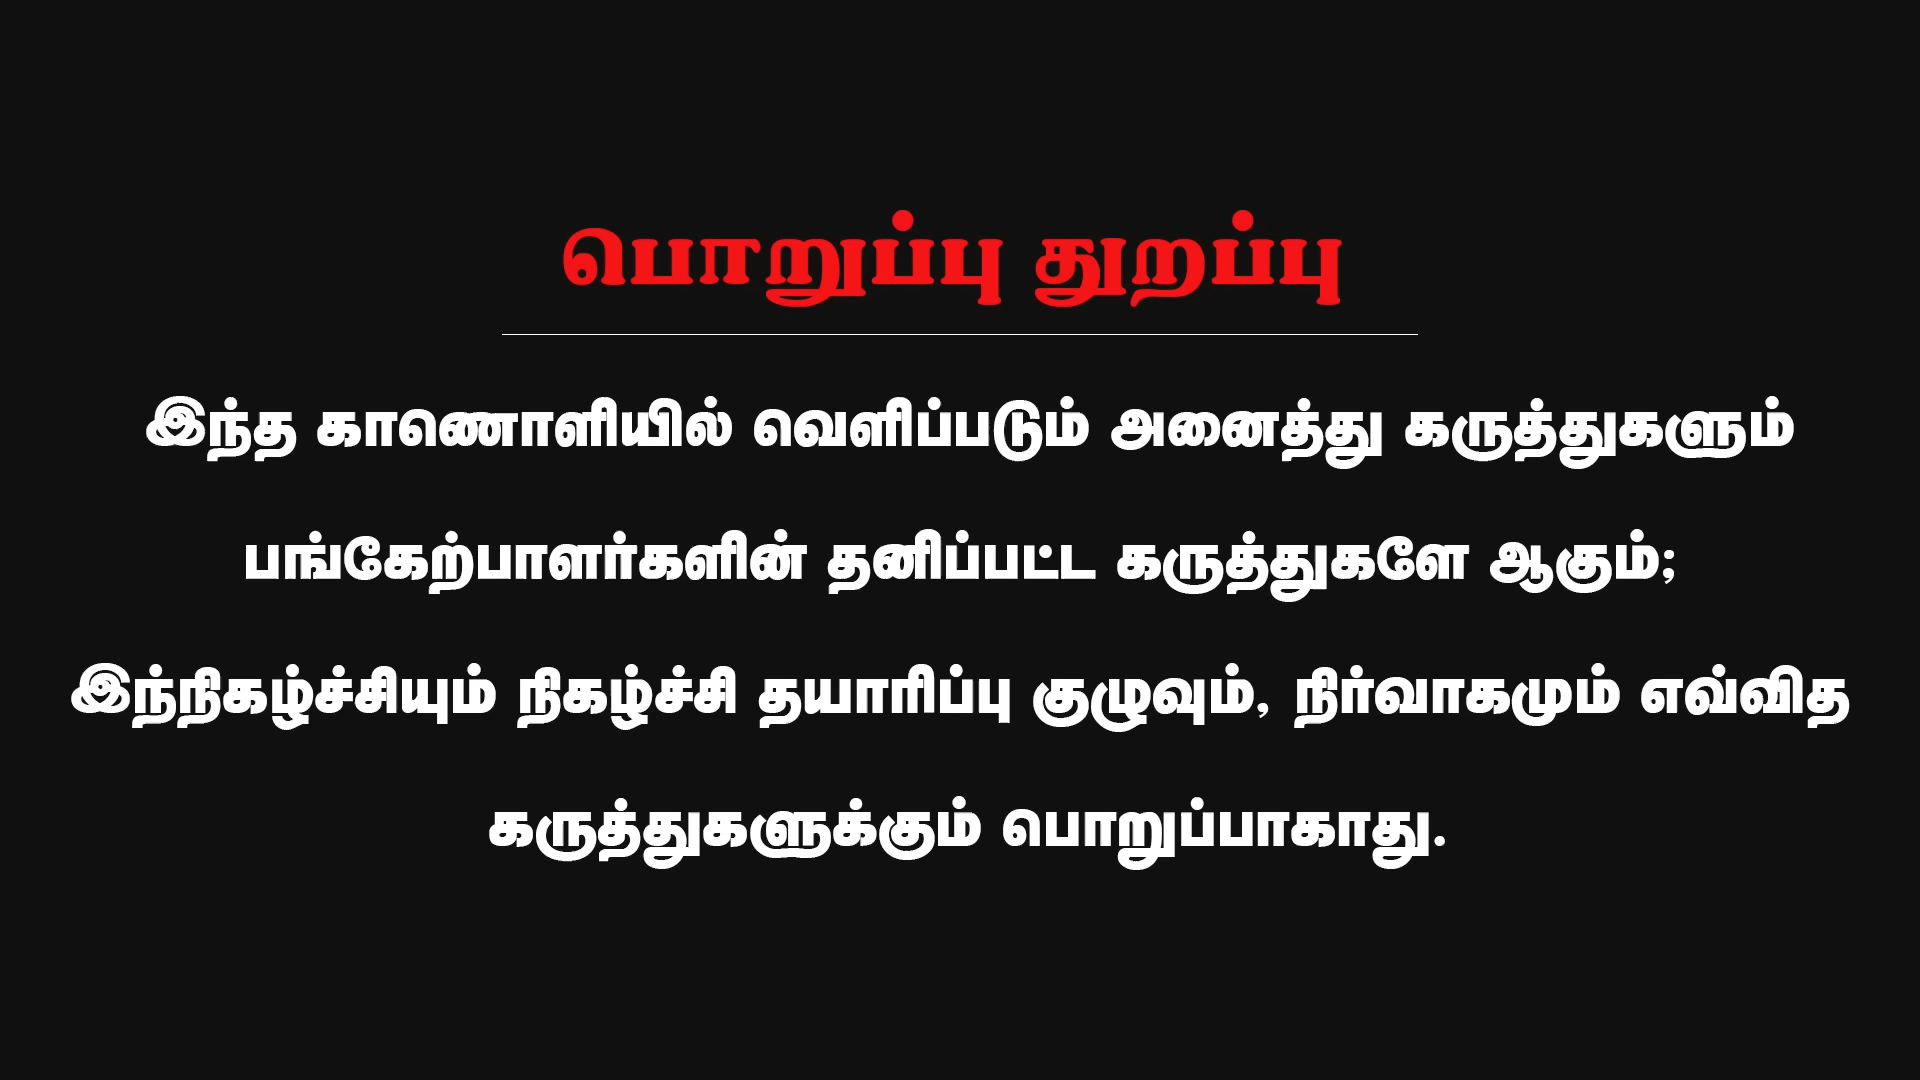 பொறுப்பு துறப்பு
இந்த காணொளியில் வெளிப்படும் அனைத்து கருத்துகளும்
பங்கேற்பாளர்களின் தனிப்பட்ட கருத்துகளே ஆகும்;
இந்நிகழ்ச்சியும் நிகழ்ச்சி தயாரிப்பு குழுவும், நிர்வாகமும் எவ்வித
கருத்துகளுக்கும் பொறுப்பாகாது.